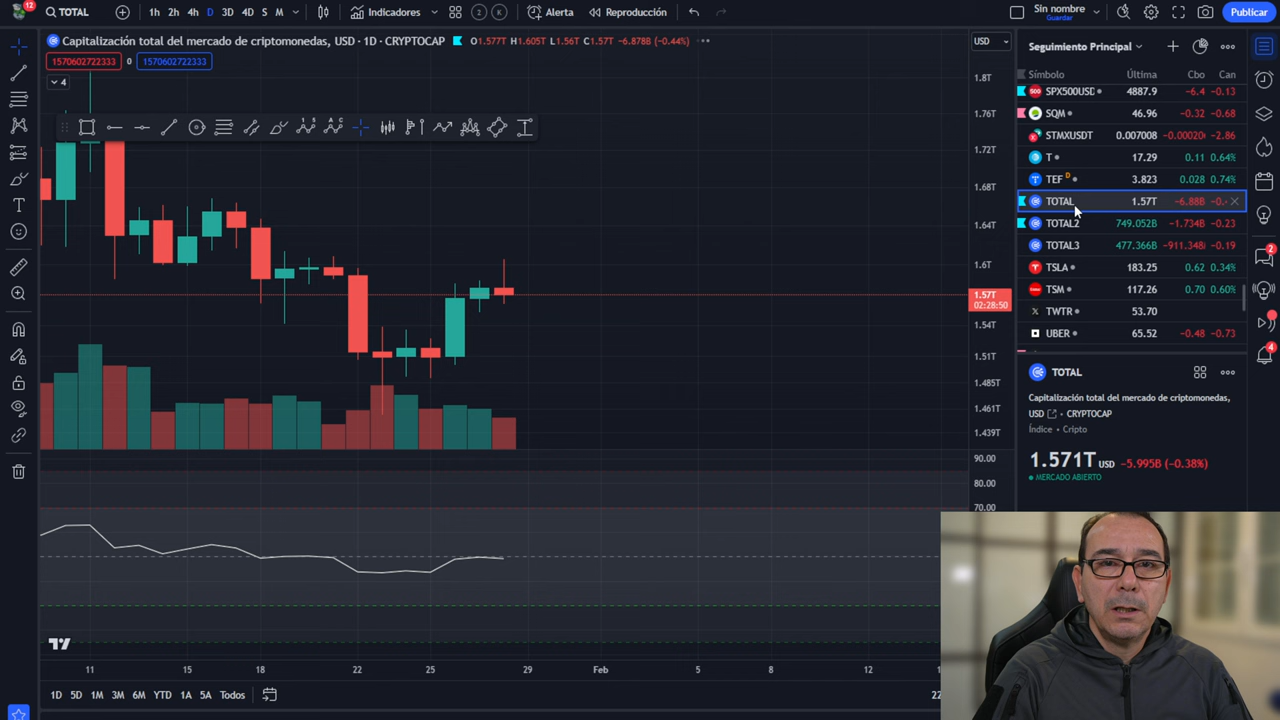 12
TOTAL
1h 2h 4h D 3D 4D S M
Indicadores
2
K
Alerta
Reproducción
Sin nombre
Guardar
Publicar
Capitalización total del mercado de criptomonedas, USD · 1D · CRYPTOCAP
O1.577T H1.605T L1.56T C1.57T -6.878B (-0.44%)
1570602722333 0 1570602722333
4
USD
1.8T
1.76T
1.72T
1.68T
1.64T
1.6T
1.57T
02:28:50
1.54T
1.51T
1.485T
1.461T
1.439T
90.00
80.00
70.00
11 15 18 22 25 29 Feb 5 8 12
1D 5D 1M 3M 6M YTD 1A 5A Todos
22
Seguimiento Principal
Símbolo Última Cbo Can
SPX500USD 4887.9 -6.4 -0.13
SQM 46.96 -0.32 -0.68
STMXUSDT 0.007008 -0.00020 -2.86
T 17.29 0.11 0.64%
TEF D 3.823 0.028 0.74%
TOTAL 1.57T -6.88B -0.
TOTAL2 749.052B -1.734B -0.23
TOTAL3 477.366B -911.348 -0.19
TSLA 183.25 0.62 0.34%
TSM 117.26 0.70 0.60%
TWTR 53.70
UBER 65.52 -0.48 -0.73
TOTAL
Capitalización total del mercado de criptomonedas,
USD • CRYPTOCAP
Índice • Cripto
1.571T USD -5.995B (-0.38%)
MERCADO ABIERTO
2
4